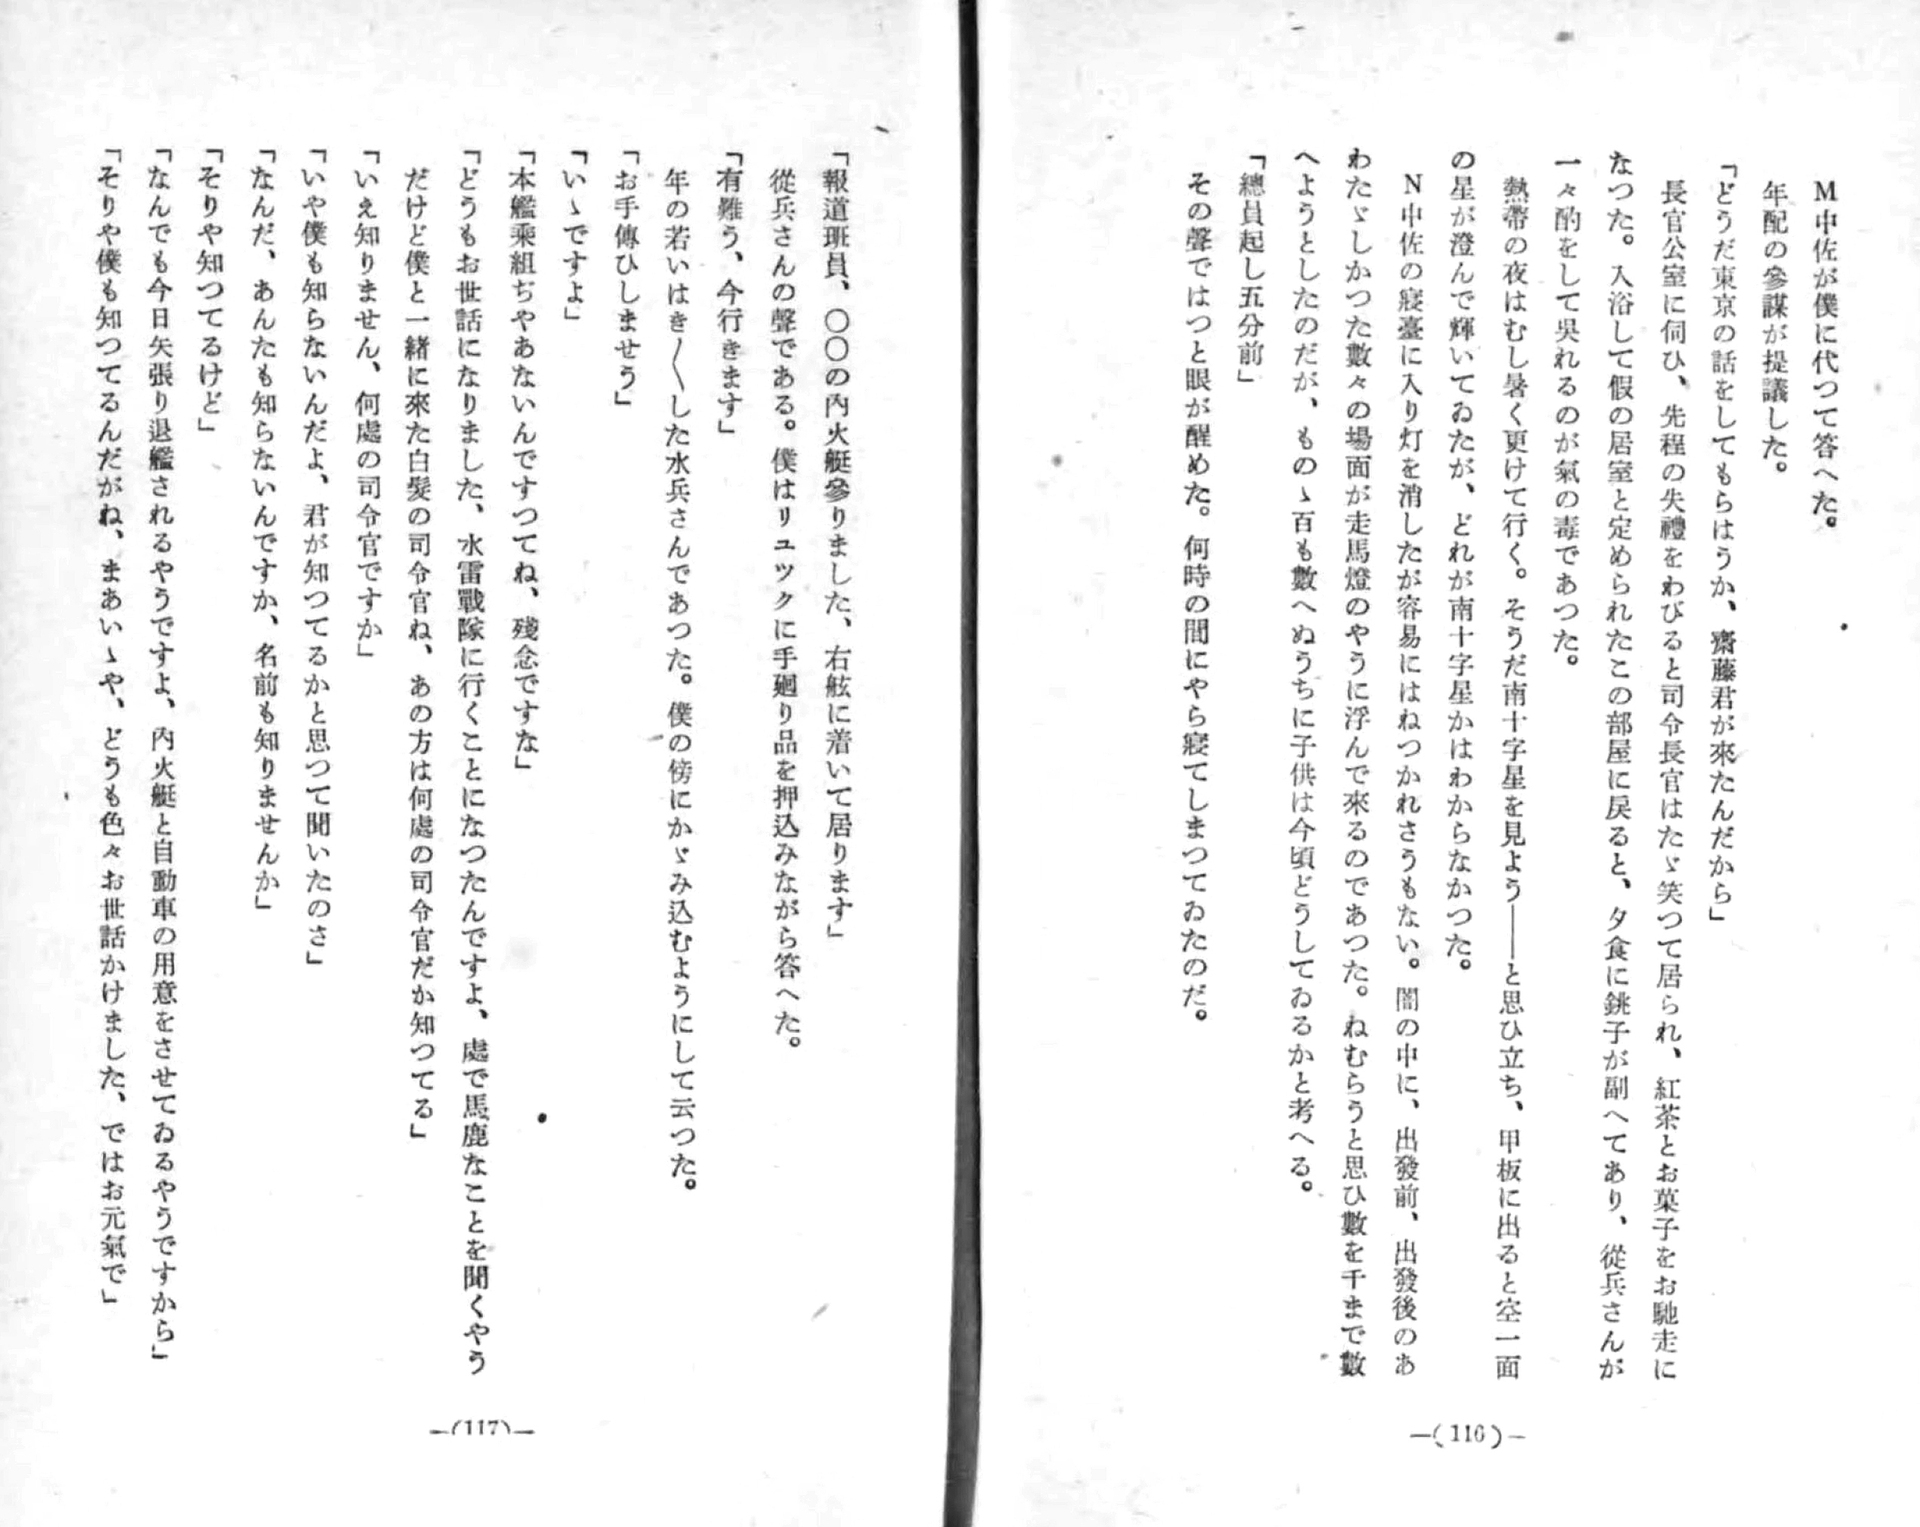 M中佐が僕に代つて答へた。
年配の參謀が提議した。
「どうだ東京の話をしてもらはうか、齋藤君が來たんだから」
長官公室に伺ひ、先程の失禮をわびると司令長官はたゞ笑つて居られ、紅茶とお菓子をお馳走に
なつた。入浴して假の居室と定められたこの部屋に戻ると、夕食に銚子が副へてあり、從兵さんが
一々酌をして吳れるのが氣の毒であつた。
熱帶の夜はむし暑く更けて行く。そうだ南十字星を見よう――と思ひ立ち、甲板に出ると空一面
の星が澄んで輝いてゐたが、どれが南十字星かはわからなかつた。
N中佐の寢臺に入り灯を消したが容易にはねつかれさうもない。闇の中に、出發前、出發後のあ
わたゞしかつた數々の場面が走馬燈のやうに浮んで來るのであつた。ねむらうと思ひ數を千まで數
へようとしたのだが、ものゝ百も數へぬうちに子供は今頃どうしてゐるかと考へる。
「總員起し五分前」
その聲ではつと眼が醒めた。何時の間にやら寢てしまつてゐたのだ。
―(116)―
「報道班員、〇〇の內火艇參りました、右舷に着いて居ります」
從兵さんの聲である。僕はリュツクに手廻り品を押込みながら答へた。
「有難う、今行きます」
年の若いはき〱した水兵さんであつた。僕の傍にかゞみ込むようにして云つた。
「お手傳ひしませう」
「いゝですよ」
「本艦乘組ぢやあないんですつてね、殘念ですな」
「どうもお世話になりました、水雷戰隊に行くことになつたんですよ、處で馬鹿なことを聞くやう
だけど僕と一緒に來た白髮の司令官ね、あの方は何處の司令官だか知つてる」
「いえ知りません、何處の司令官ですか」
「いや僕も知らないんだよ、君が知つてるかと思つて聞いたのさ」
「なんだ、あんたも知らないんですか、名前も知りませんか」
「そりや知つてるけど」
「なんでも今日矢張り退艦されるやうですよ、內火艇と自動車の用意をさせてゐるやうですから」
「そりや僕も知つてるんだがね、まあいゝや、どうも色々お世話かけました、ではお元氣で」
―(117)―